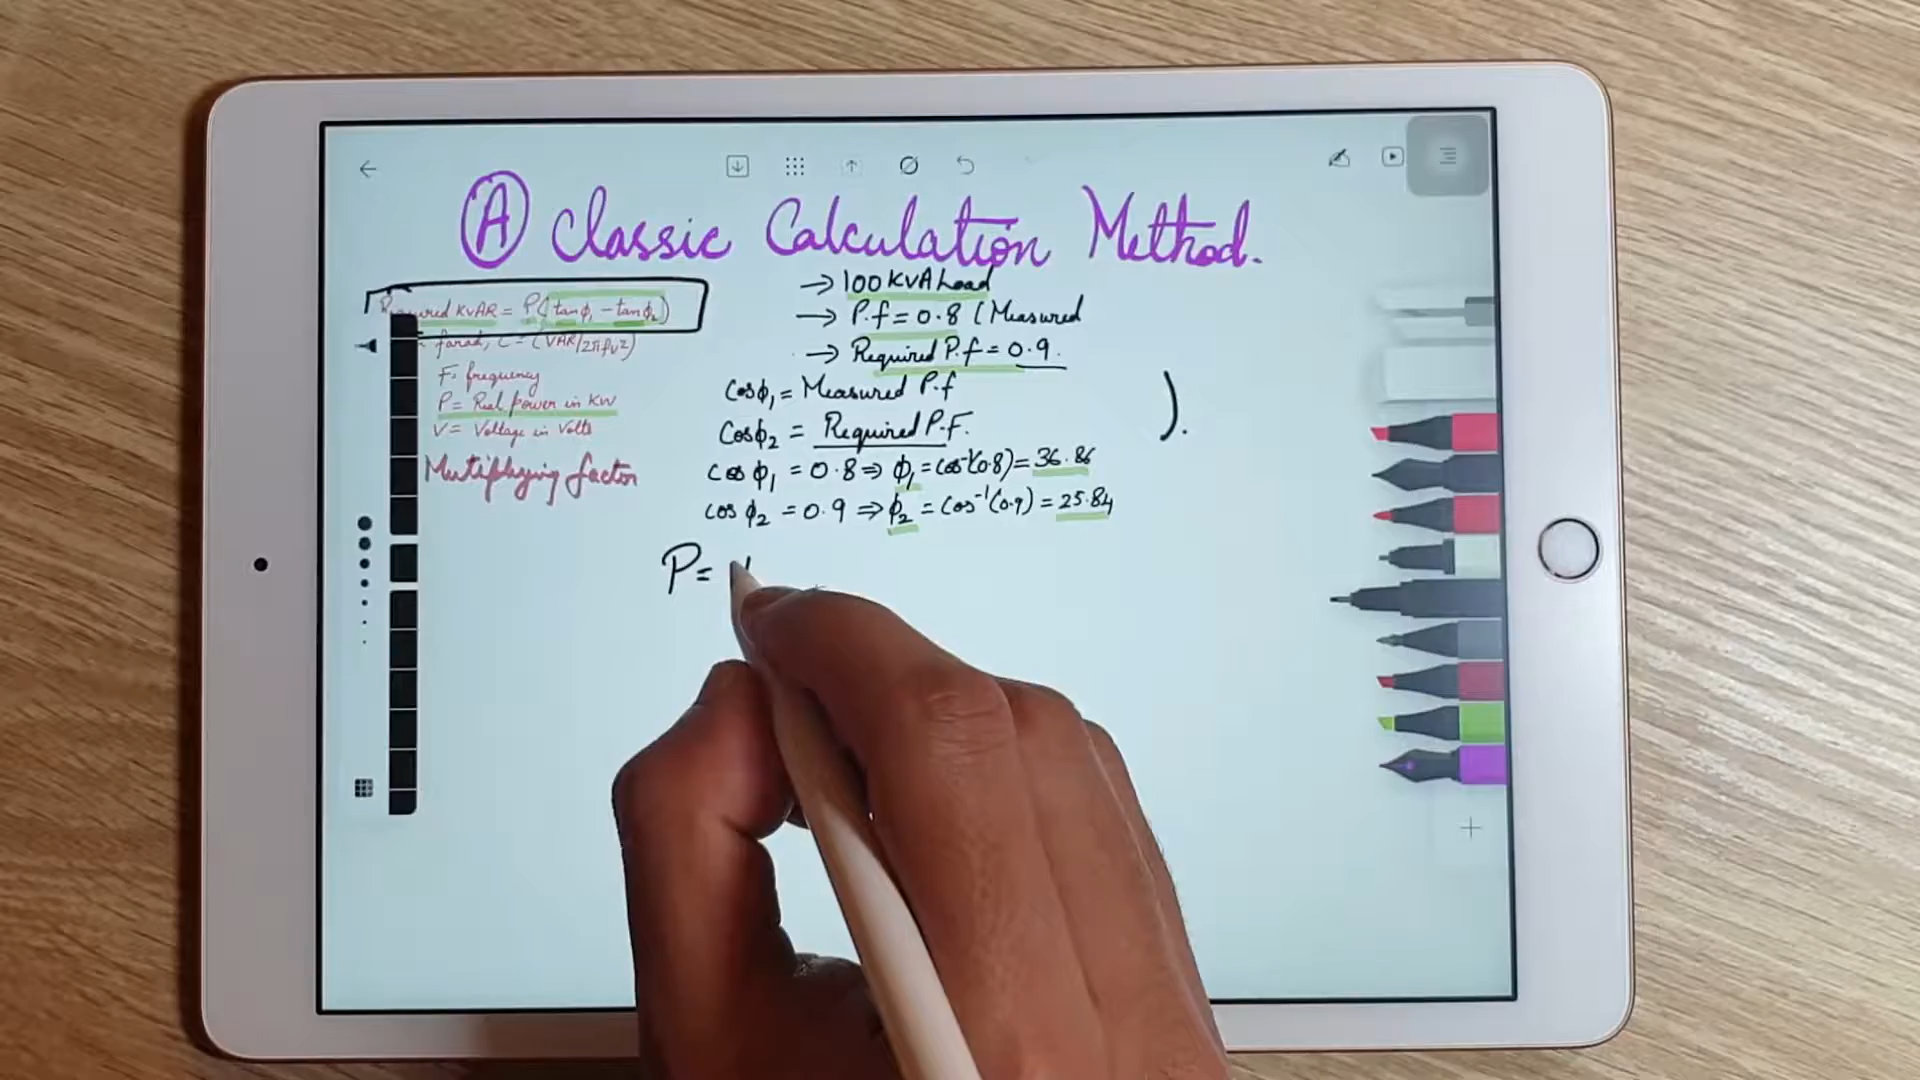 Ⓐ Classic Calculation Method.
Required KVAR = P(tanϕ₁ - tanϕ₂)
farad, C = (VAR/2πfV²)
F = frequency
P = Real power in KW
V = Voltage in Volts
Mutiplaying factor
→ 100 KVA Load
→ P.f = 0.8 (Measured
→ Required P.f = 0.9.
Cosϕ₁ = Measured P.f
).
Cosϕ₂ = Required P.F.
cos ϕ₁ = 0.8 ⇒ ϕ₁ = cos⁻¹(0.8) = 36.86
cos ϕ₂ = 0.9 ⇒ ϕ₂ = Cos⁻¹(0.9) = 25.84
P =